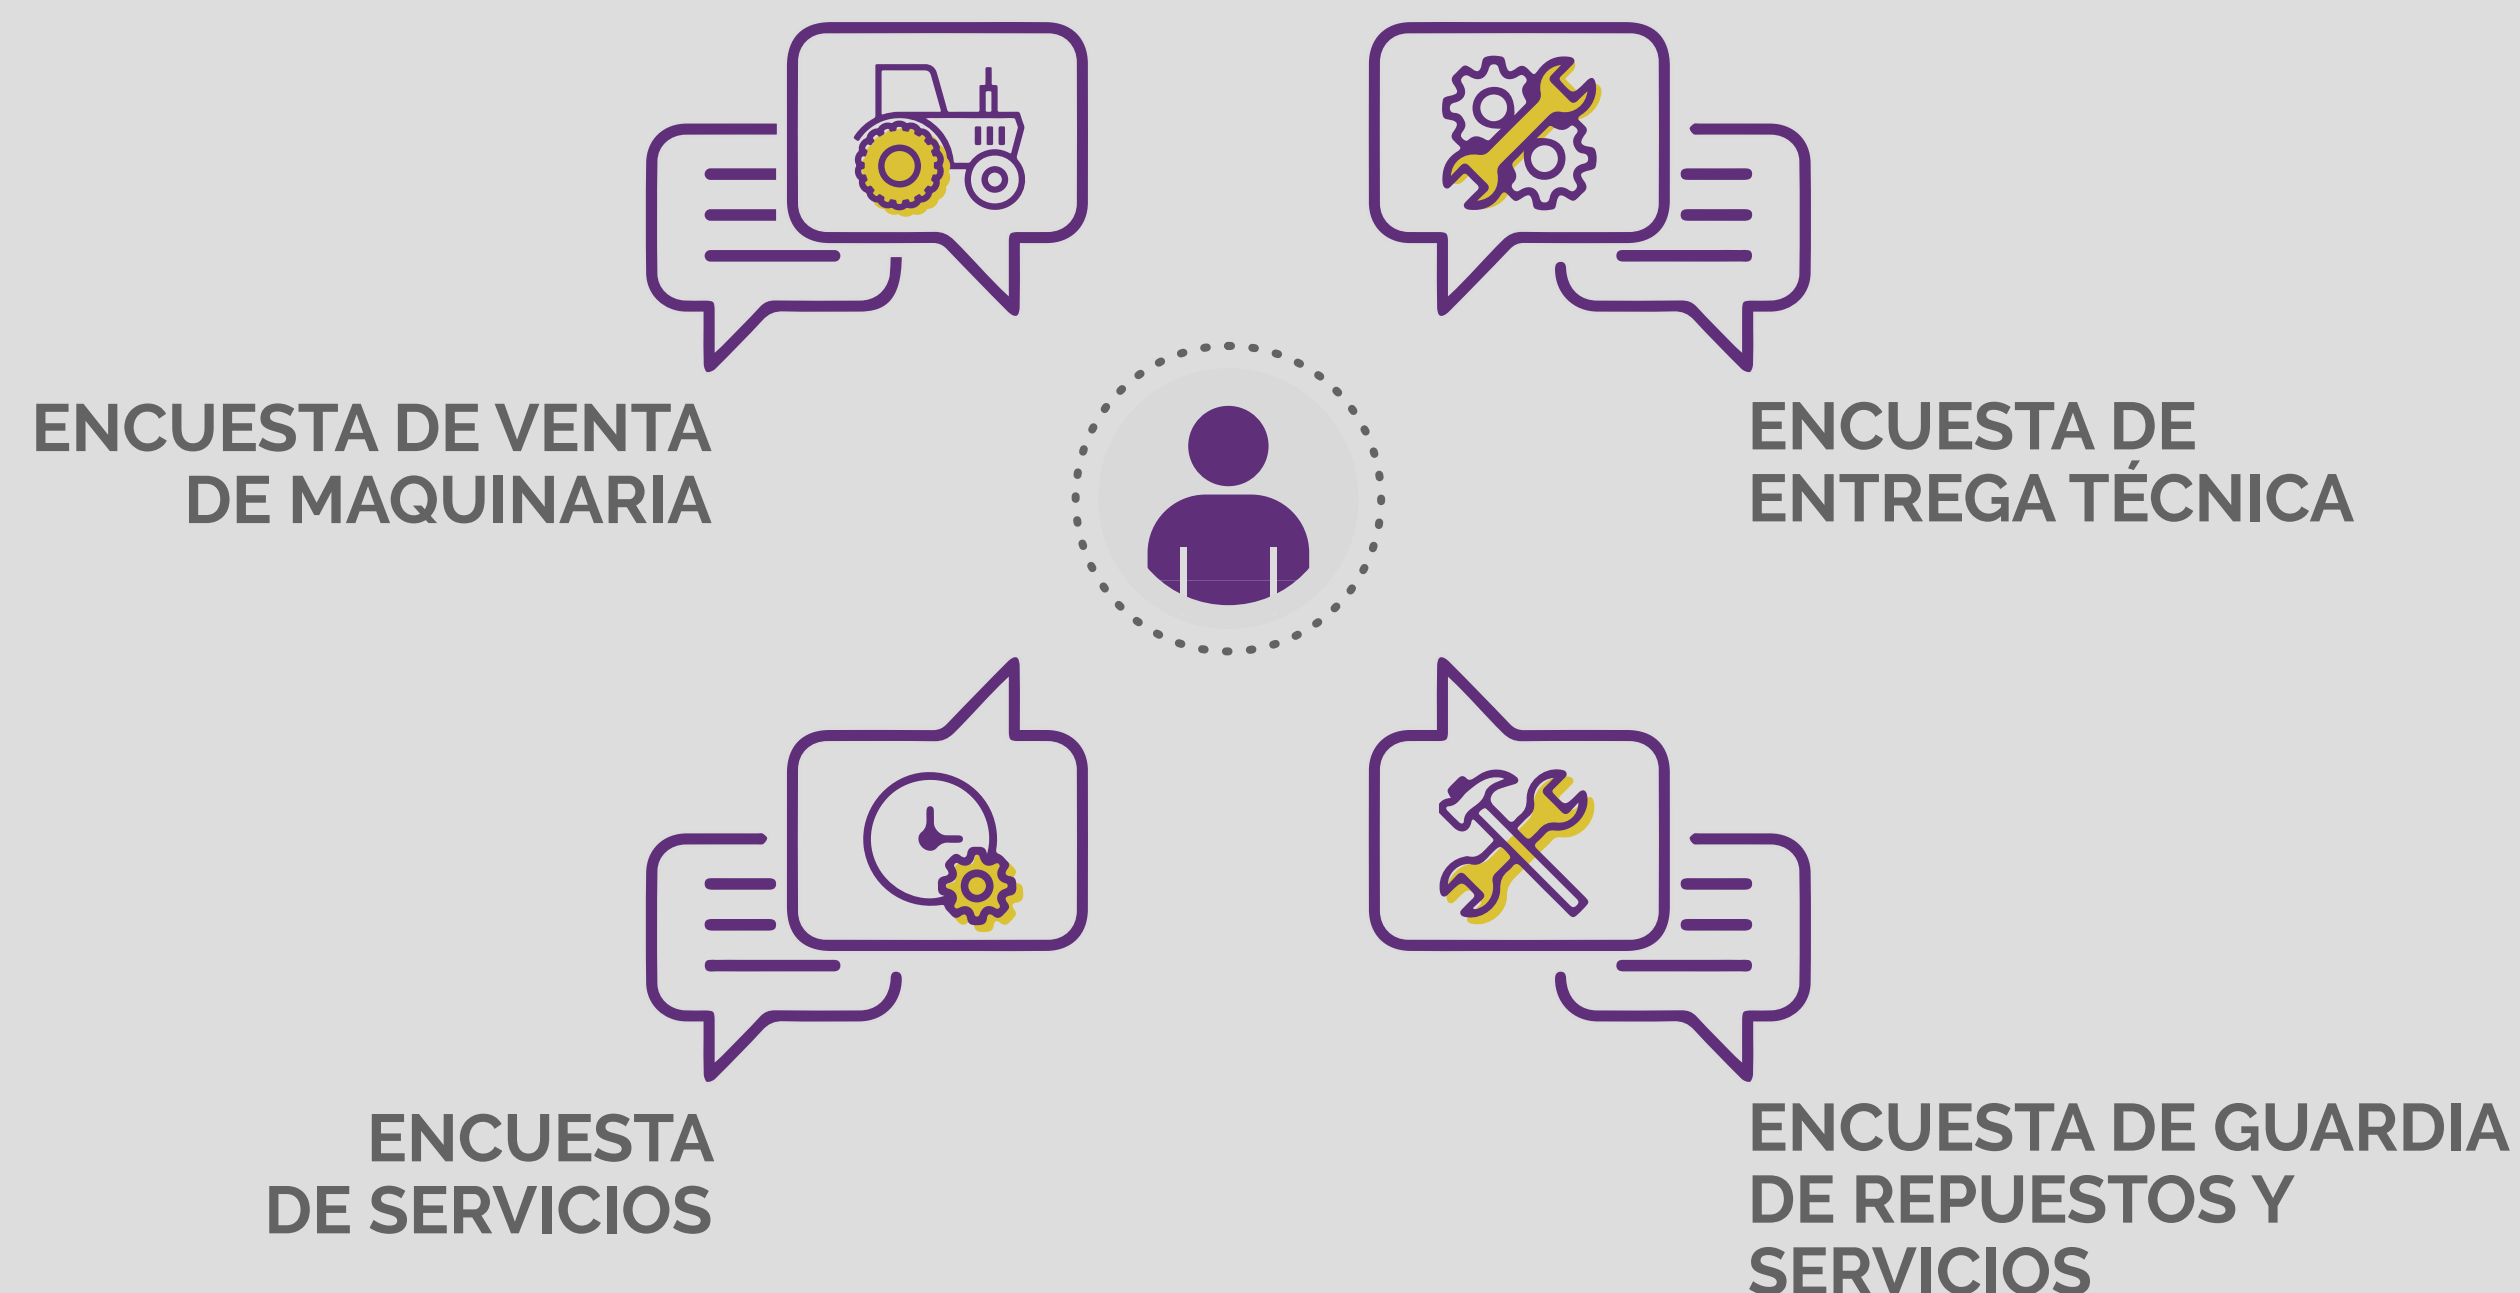 ENCUESTA DE VENTA
DE MAQUINARIA
ENCUESTA DE
ENTREGA TÉCNICA
ENCUESTA
DE SERVICIOS
ENCUESTA DE GUARDIA
DE REPUESTOS Y
SERVICIOS